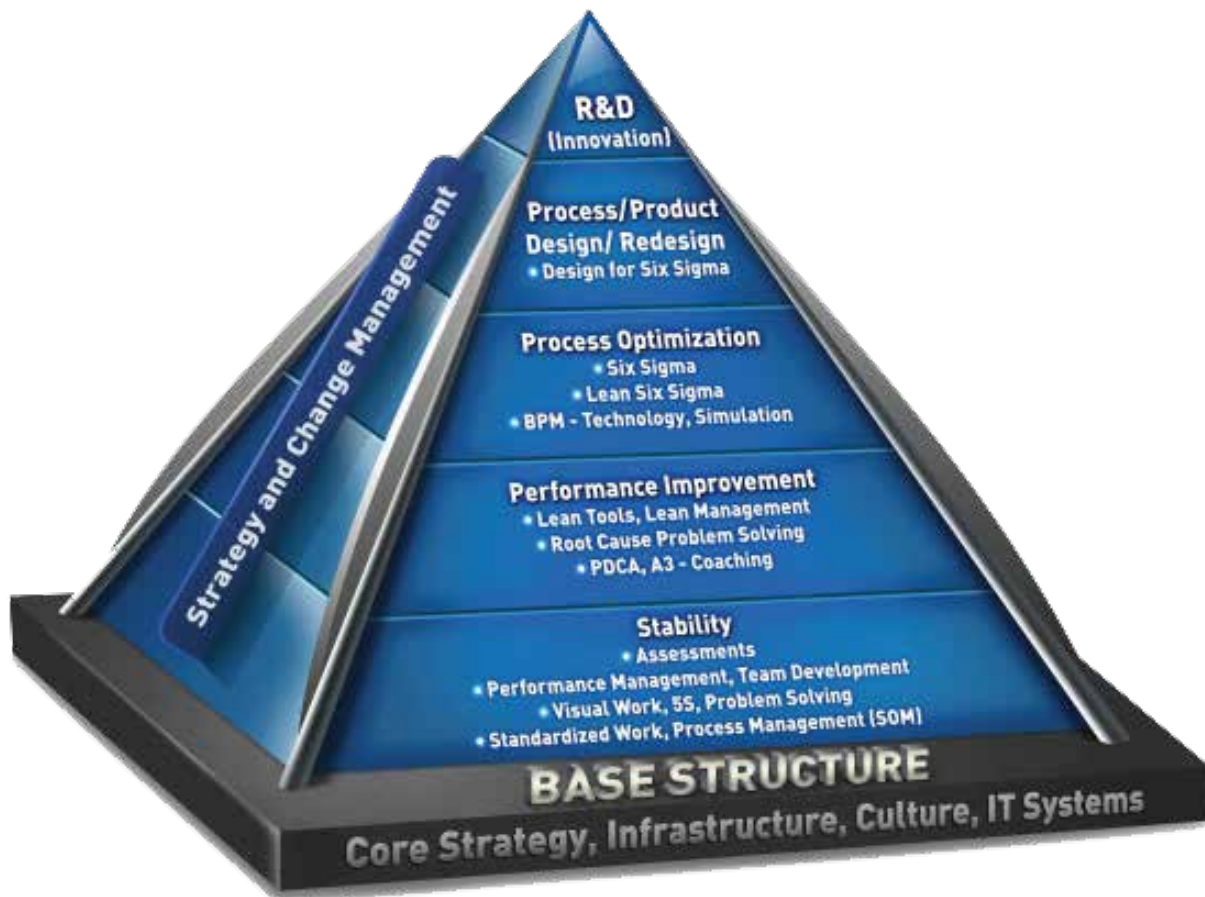 R&D
(Innovation)
Process/Product
Design/ Redesign
• Design for Six Sigma
Process Optimization
• Six Sigma
• Lean Six Sigma
• BPM - Technology, Simulation
Performance Improvement
• Lean Tools, Lean Management
• Root Cause Problem Solving
• PDCA, A3 - Coaching
Stability
• Assessments
• Performance Management, Team Development
• Visual Work, 5S, Problem Solving
• Standardized Work, Process Management (SOM)
Strategy and Change Management
BASE STRUCTURE
Core Strategy, Infrastructure, Culture, IT Systems